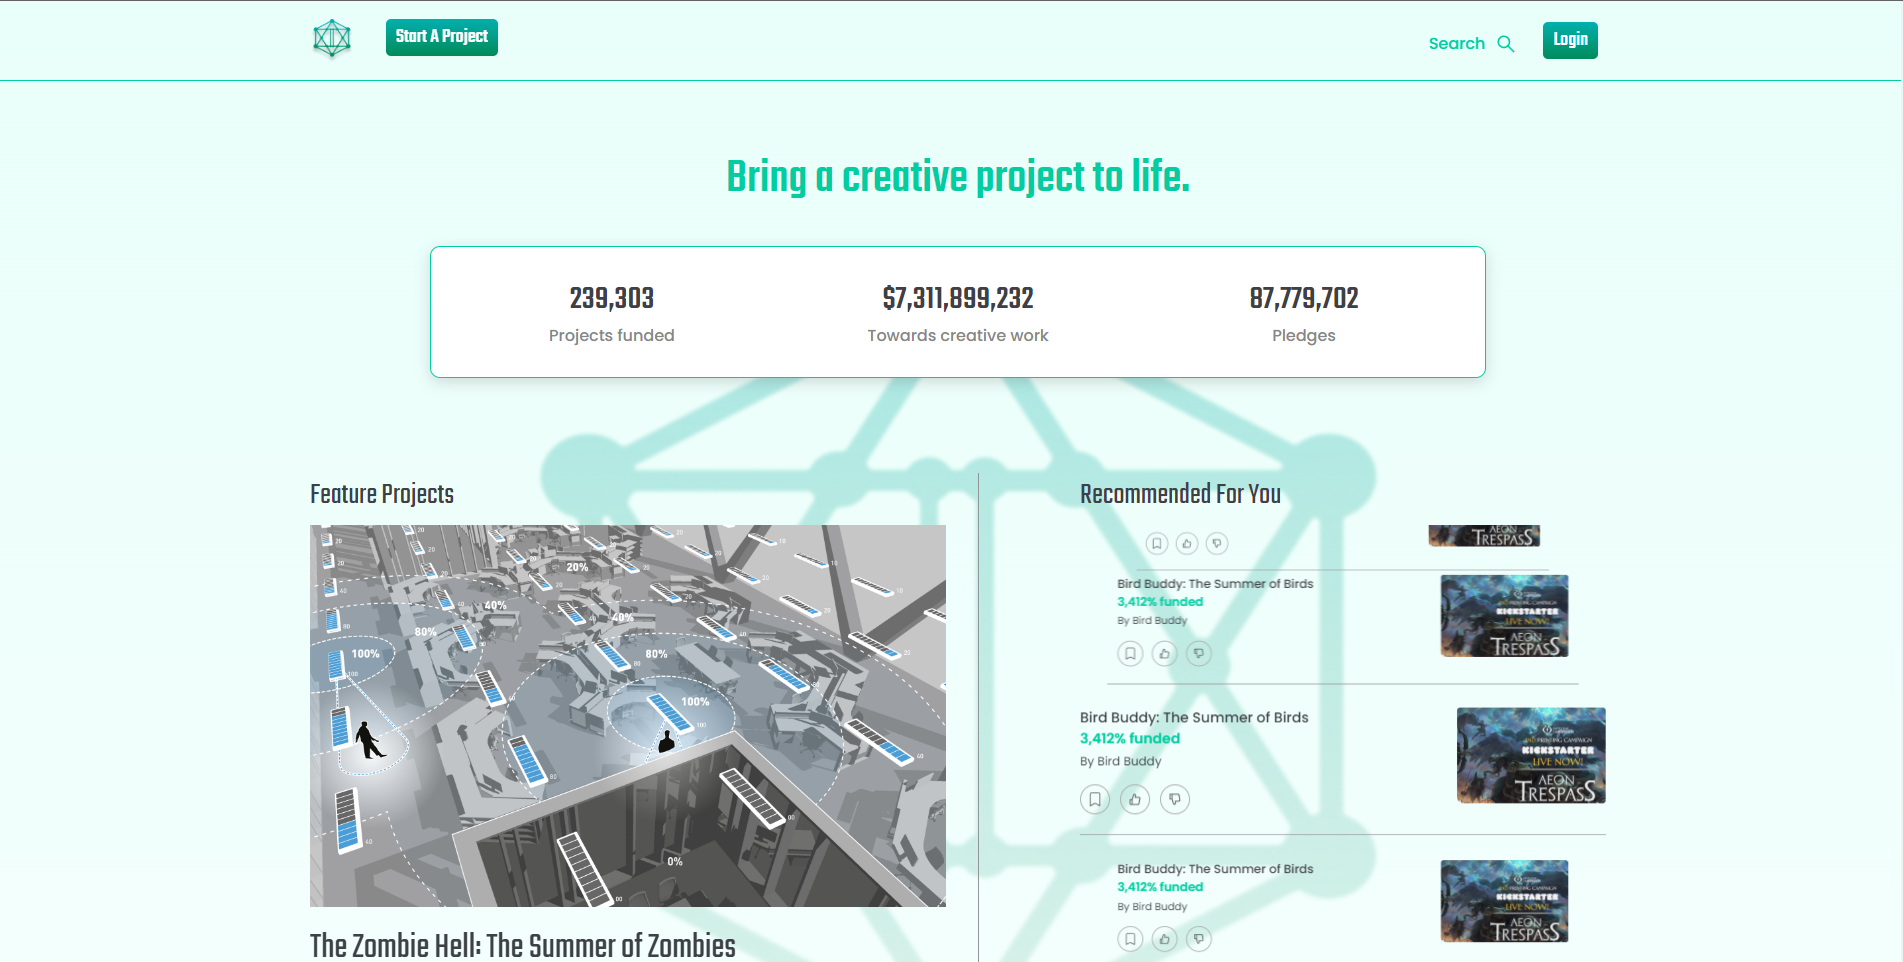 Start A Project
Search
Login
Bring a creative project to life.
239,303
Projects funded
$7,311,899,232
Towards creative work
87,779,702
Pledges
Feature Projects
20%
40%
40%
80%
80%
100%
100%
0%
The Zombie Hell: The Summer of Zombies
Recommended For You
AEON
TRESPASS
Bird Buddy: The Summer of Birds
3,412% funded
By Bird Buddy
KICKSTARTER
LIVE NOW!
AEON
TRESPASS
Bird Buddy: The Summer of Birds
3,412% funded
By Bird Buddy
2ND PRINTING CAMPAIGN
KICKSTARTER
LIVE NOW!
AEON
TRESPASS
Bird Buddy: The Summer of Birds
3,412% funded
By Bird Buddy
KICKSTARTER
LIVE NOW!
AEON
TRESPASS